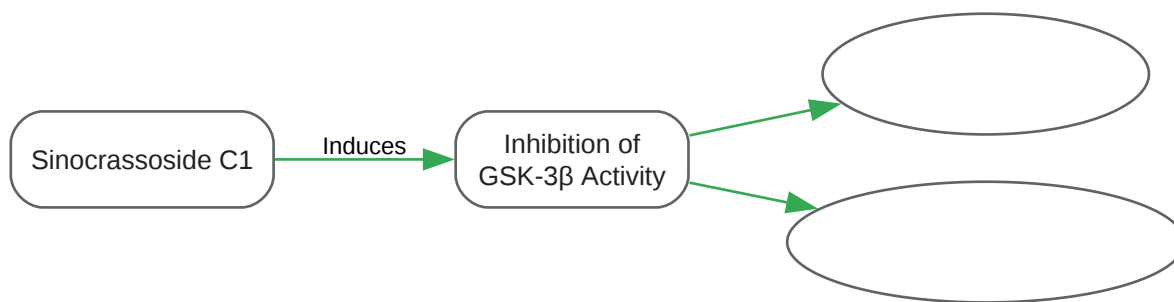 Sinocrassoside C1
Induces
Inhibition of
GSK-3β Activity